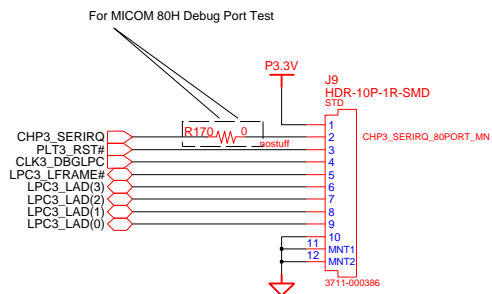 For MICOM 80H Debug Port Test
P3.3V
J9
HDR-10P-1R-SMD
STD
1
CHP3_SERIRQ R170 0 nostuff 2 CHP3_SERIRQ_80PORT_MN
PLT3_RST# 3
CLK3_DBGLPC 4
LPC3_LFRAME# 5
LPC3_LAD(3) 6
LPC3_LAD(2) 7
LPC3_LAD(1) 8
LPC3_LAD(0) 9
10
11 MNT1
12 MNT2
3711-000386